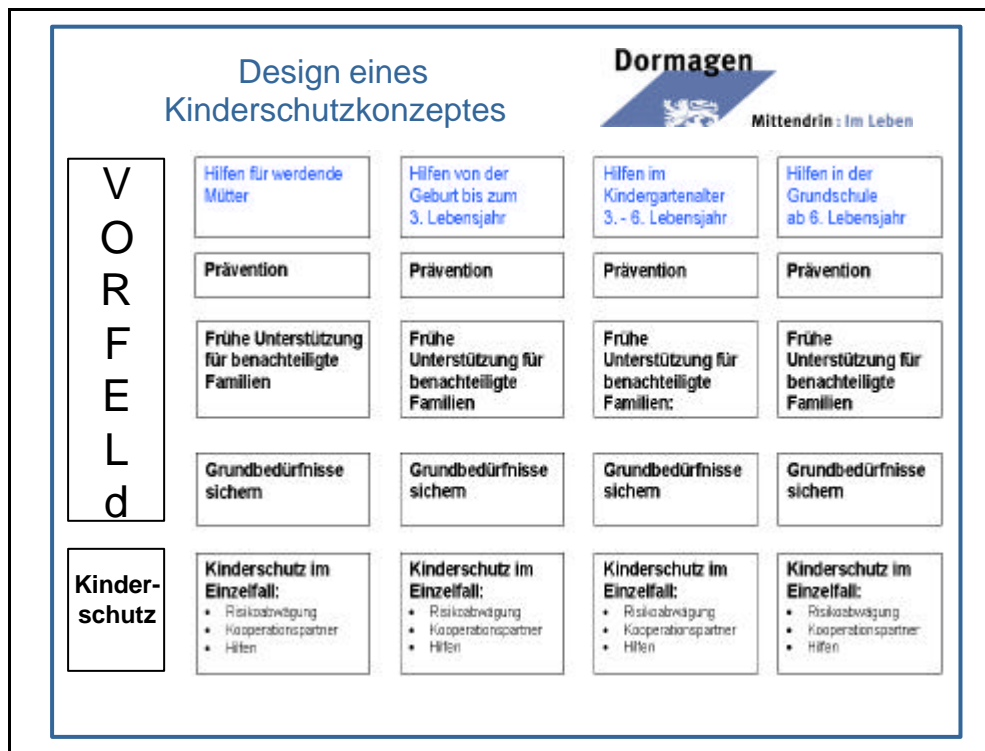 Design eines
Kinderschutzkonzeptes
Dormagen
Mittendrin : Im Leben
V
O
R
F
E
L
d
Hilfen für werdende
Mütter
Hilfen von der
Geburt bis zum
3. Lebensjahr
Hilfen im
Kindergartenalter
3. - 6. Lebensjahr
Hilfen in der
Grundschule
ab 6. Lebensjahr
Prävention
Prävention
Prävention
Prävention
Frühe Unterstützung
für benachteiligte
Familien
Frühe
Unterstützung für
benachteiligte
Familien
Frühe
Unterstützung für
benachteiligte
Familien:
Frühe
Unterstützung für
benachteiligte
Familien
Grundbedürfnisse
sichern
Grundbedürfnisse
sichern
Grundbedürfnisse
sichern
Grundbedürfnisse
sichern
Kinder-
schutz
Kinderschutz im
Einzelfall:
• Risikoabwägung
• Kooperationspartner
• Hilfen
Kinderschutz im
Einzelfall:
• Risikoabwägung
• Kooperationspartner
• Hilfen
Kinderschutz im
Einzelfall:
• Risikoabwägung
• Kooperationspartner
• Hilfen
Kinderschutz im
Einzelfall:
• Risikoabwägung
• Kooperationspartner
• Hilfen